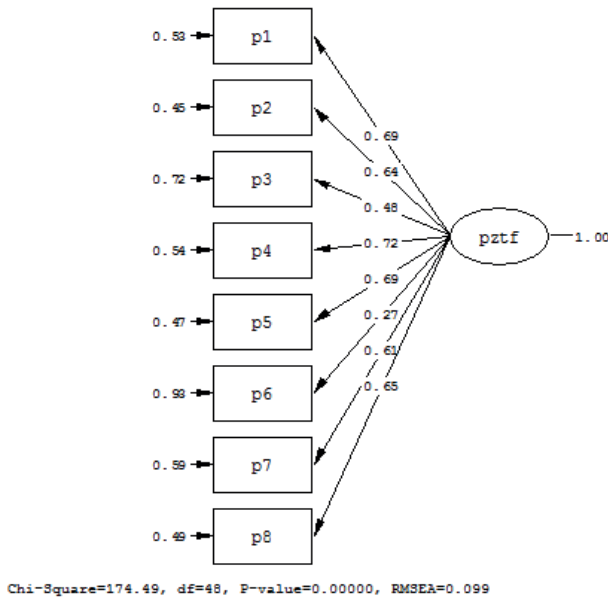 0.53 p1
0.69
0.45 p2
0.64
0.72 p3
0.48
0.54 p4 0.72 pztf 1.00
0.69
0.47 p5
0.27
0.61
0.93 p6
0.65
0.59 p7
0.49 p8
Chi-Square=174.49, df=48, P-value=0.00000, RMSEA=0.099